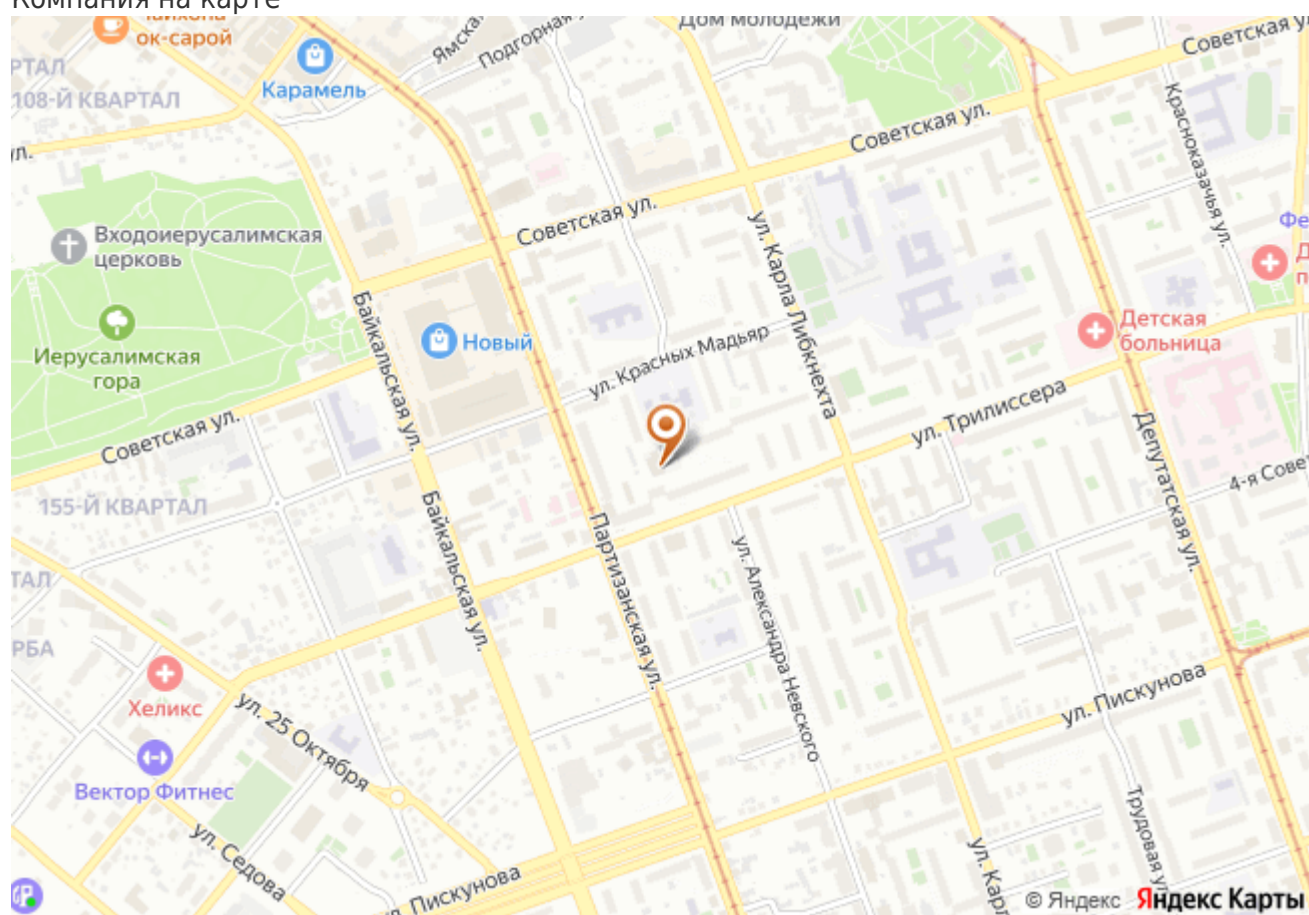 Компания на карте
Чайхона
ок-сарой
Ямская
Подгорная
Дом молодежи
Советская ул.
РТАЛ
108-Й КВАРТАЛ
Карамель
Советская ул.
Красноказачья ул.
ул.
Входоиерусалимская
церковь
Советская ул.
ул. Карла Либкнехта
Фе
Д
п
Иерусалимская
гора
Байкальская ул.
Новый
ул. Красных Мадьяр
Детская
больница
Советская ул.
ул. Трилиссера
Депутатская ул.
4-я Сове
155-Й КВАРТАЛ
Байкальская ул.
Партизанская ул.
ул. Александра Невского
ТАЛ
РБА
Хеликс
ул. 25 Октября
ул. Пискунова
Вектор Фитнес
ул. Седова
Пискунова
Трудовая у
ул. Карл
© Яндекс Яндекс Карты